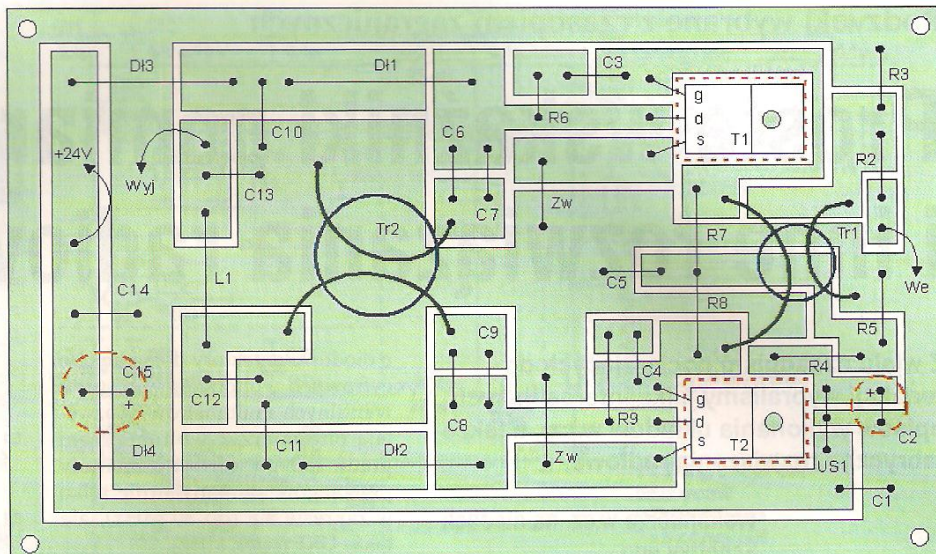 Dł3
Dł1
C3
R3
+24V
Wyj
C10
C6
R6
g
d
s
T1
R2
C13
C7
Zw
Tr2
R7
Tr1
L1
C14
C5
We
R8
R5
C15
+
C12
C9
C4
R4
g
d
s
T2
+
C2
C8
R9
US1
C11
Dł4
Dł2
Zw
C1